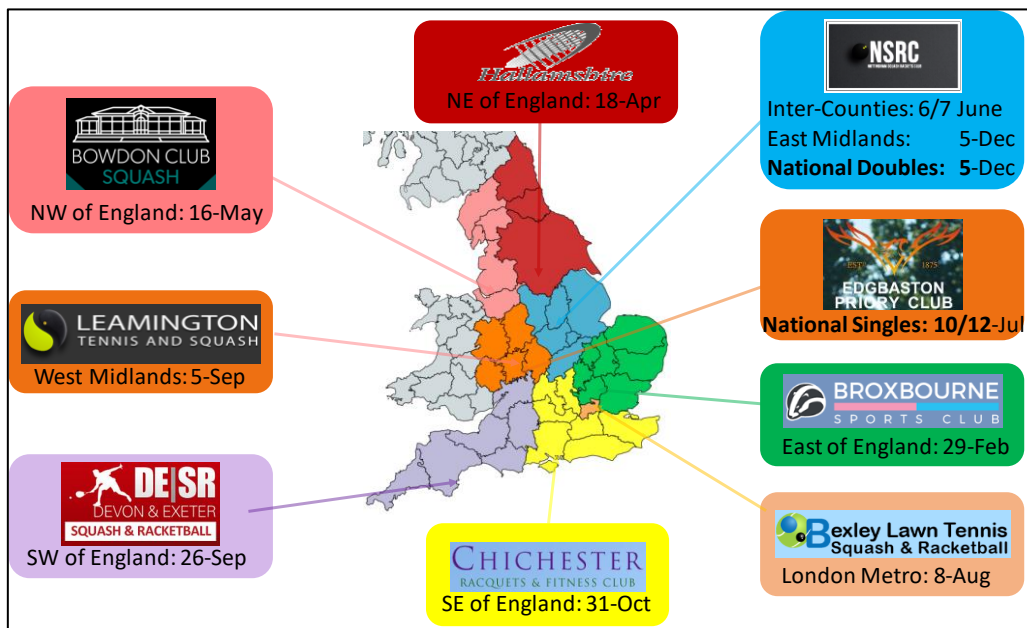 Hallamshire
NE of England: 18-Apr
NSRC
NOTTINGHAM SQUASH RACKETS CLUB
Inter-Counties: 6/7 June
East Midlands: 5-Dec
National Doubles: 5-Dec
BOWDON CLUB
SQUASH
NW of England: 16-May
EST 1875
EDGBASTON
PRIORY CLUB
National Singles: 10/12-Jul
LEAMINGTON
TENNIS AND SQUASH
West Midlands: 5-Sep
BROXBOURNE
SPORTS CLUB
East of England: 29-Feb
DE|SR
DEVON & EXETER
SQUASH & RACKETBALL
SW of England: 26-Sep
CHICHESTER
RACQUETS & FITNESS CLUB
SE of England: 31-Oct
Bexley Lawn Tennis
Squash & Racketball
London Metro: 8-Aug